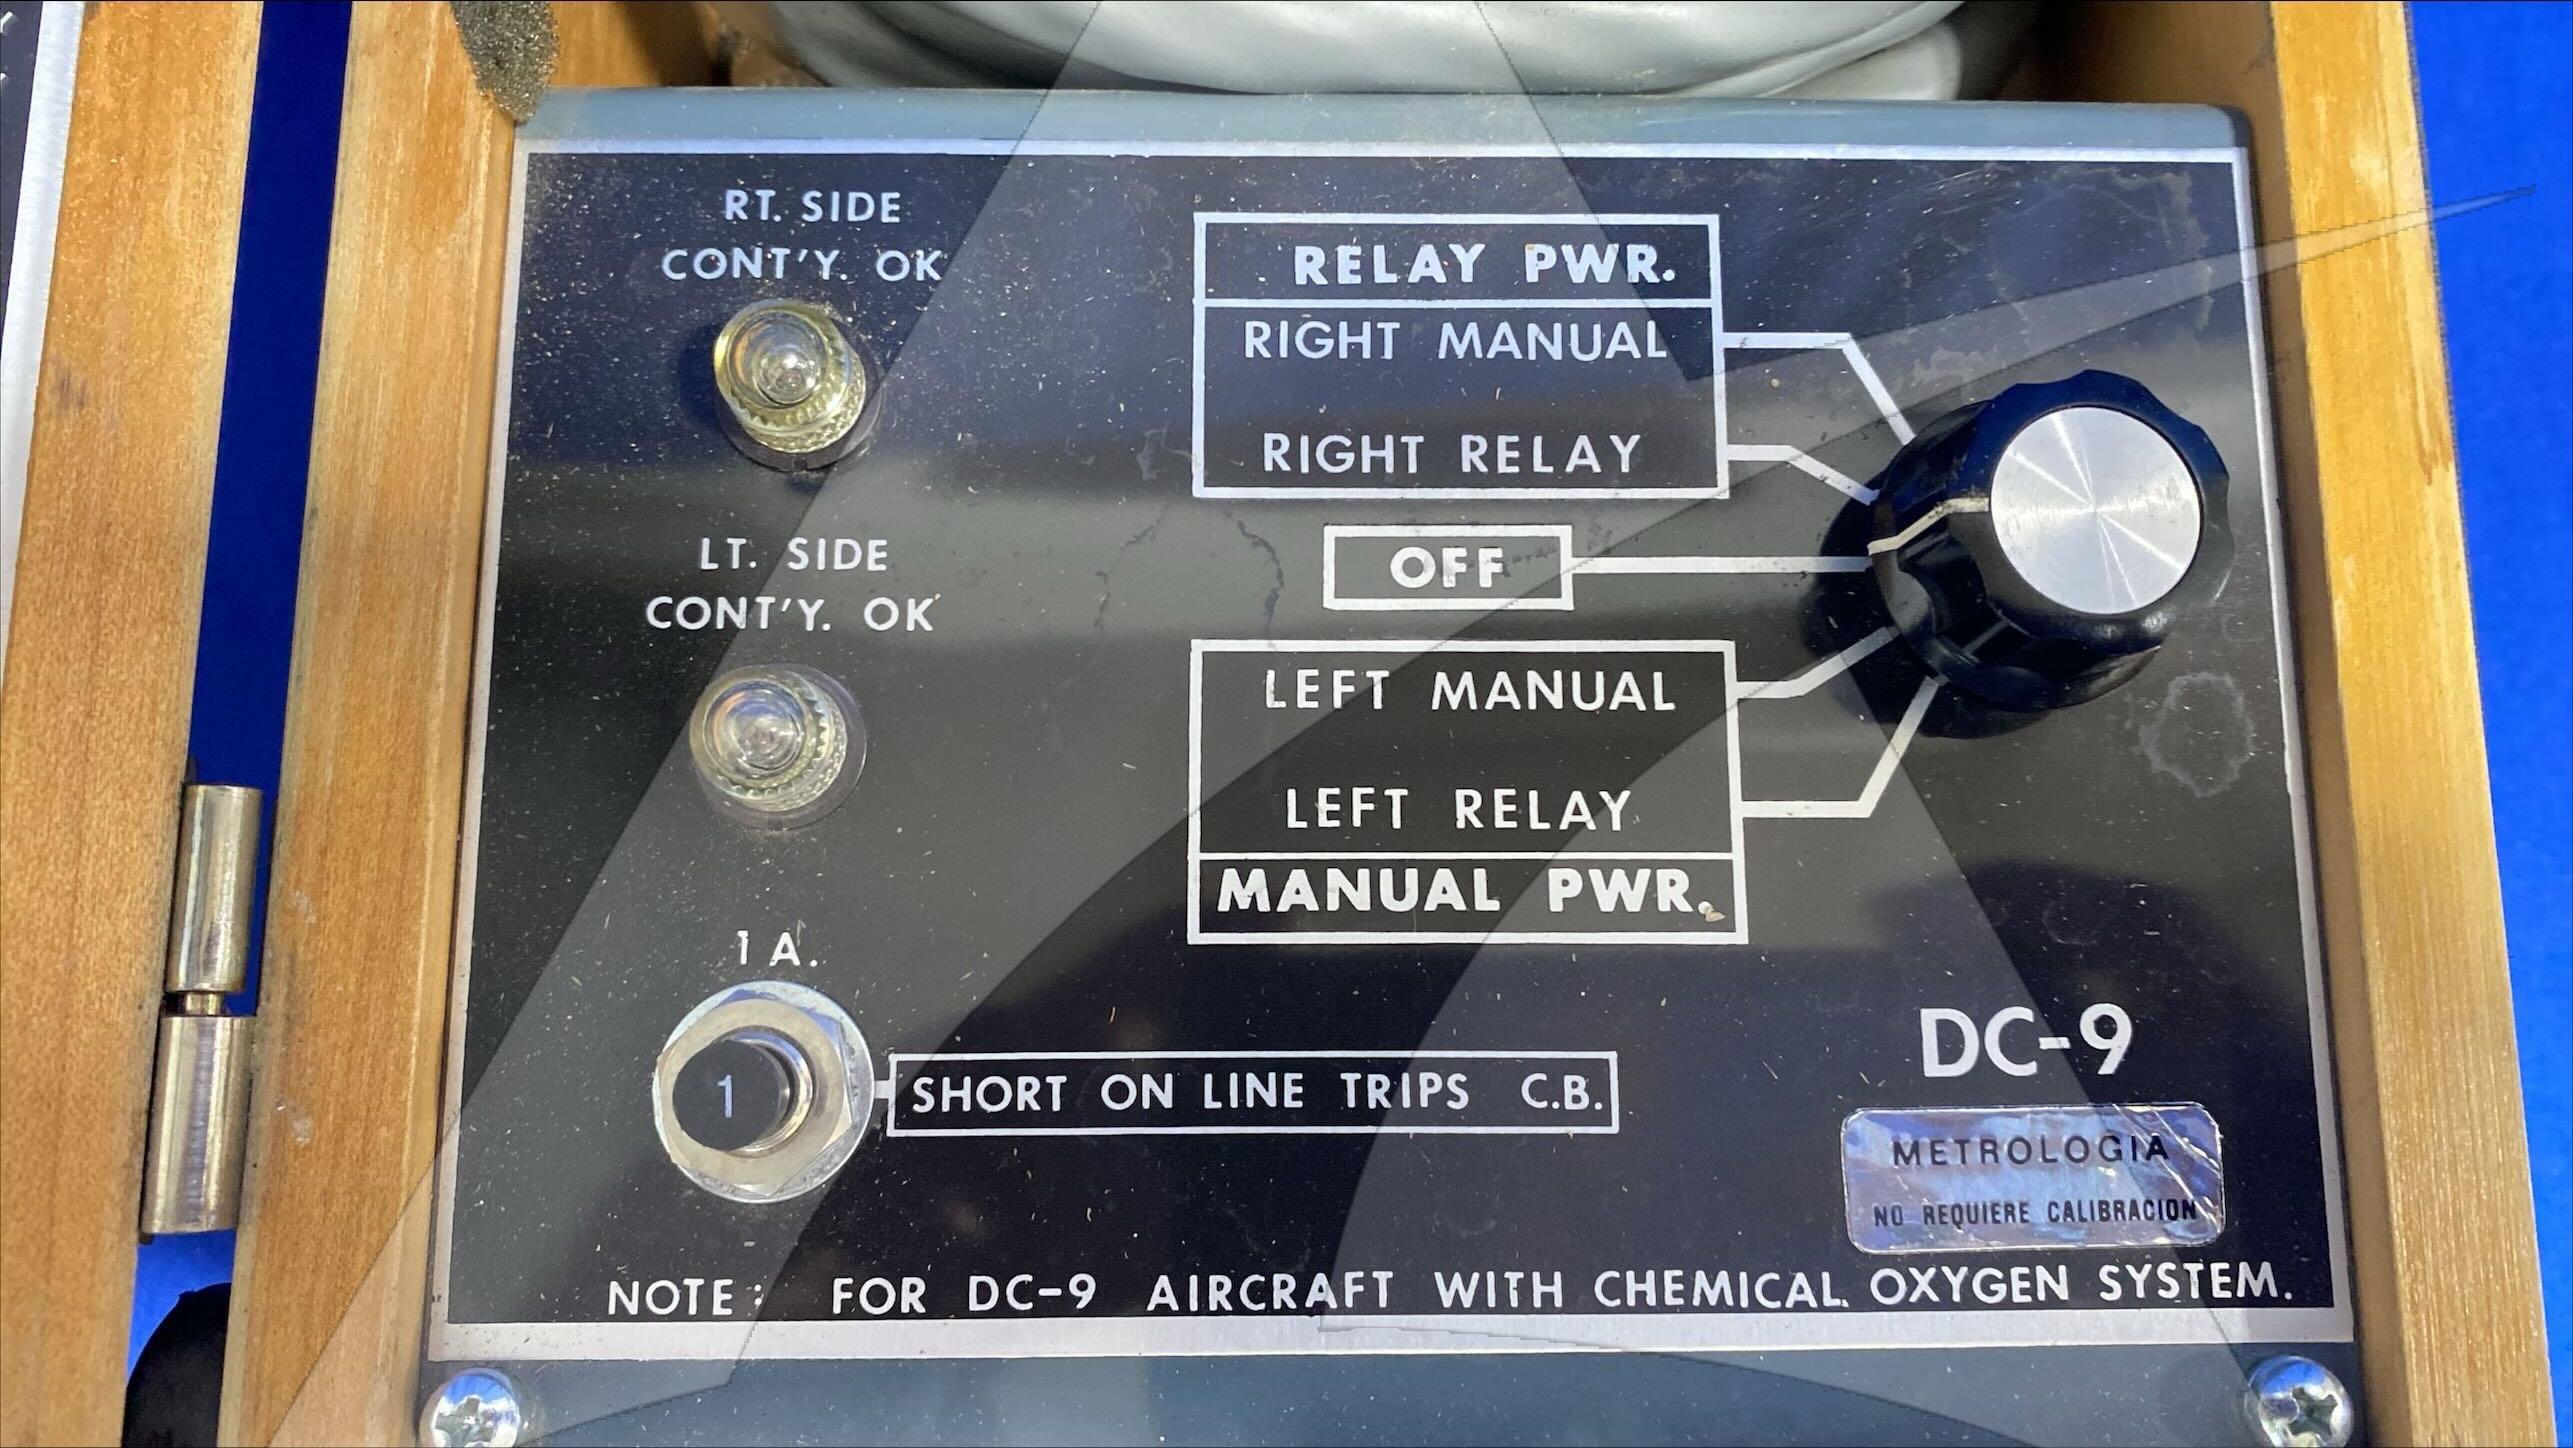 RT. SIDE
CONT'Y. OK
RELAY PWR.
RIGHT MANUAL
RIGHT RELAY
OFF
LT. SIDE
CONT'Y. OK
LEFT MANUAL
LEFT RELAY
MANUAL PWR.
1 A.
1
SHORT ON LINE TRIPS C.B.
DC-9
METROLOGIA
NO REQUIERE CALIBRACION
NOTE: FOR DC-9 AIRCRAFT WITH CHEMICAL OXYGEN SYSTEM.